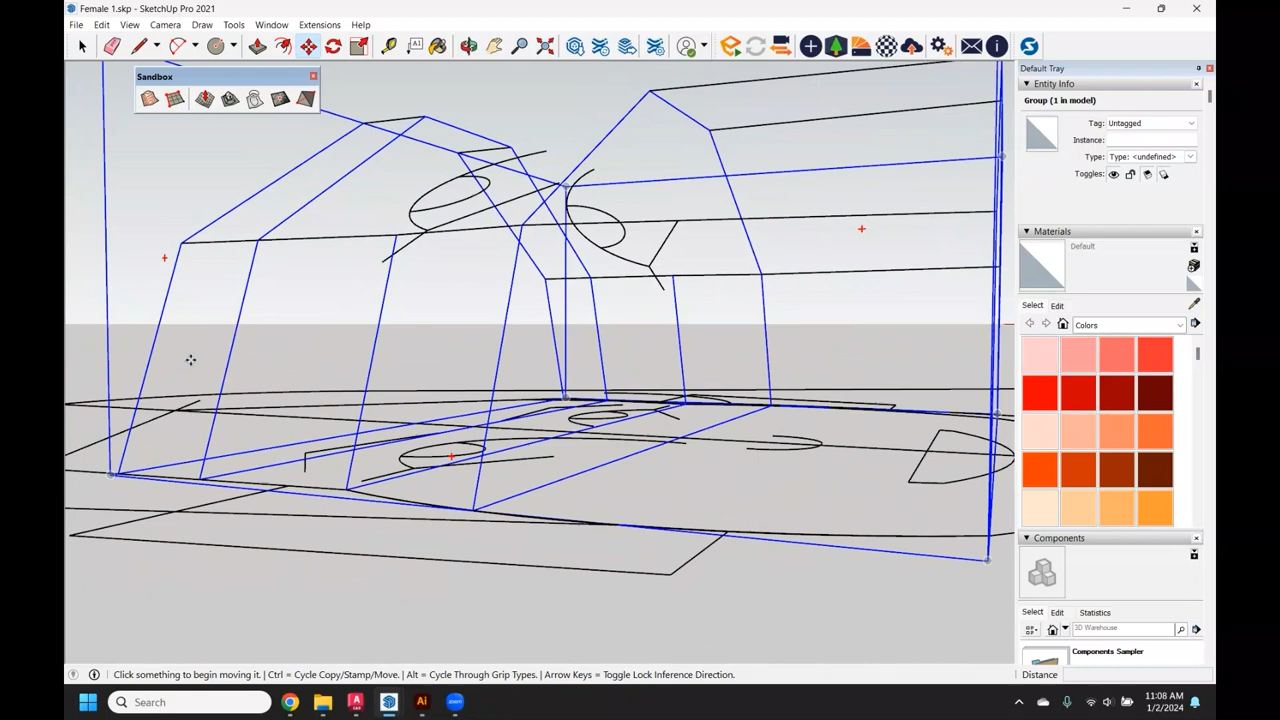 Female 1.skp - SketchUp Pro 2021
File Edit View Camera Draw Tools Window Extensions Help
Sandbox
Default Tray
Entity Info
Group (1 in model)
Tag: Untagged
Instance:
Type: Type: <undefined>
Toggles:
Materials
Default
Select Edit
Colors
Components
Select Edit Statistics
3D Warehouse
Components Sampler
Click something to begin moving it. | Ctrl = Cycle Copy/Stamp/Move. | Alt = Cycle Through Grip Types. | Arrow Keys = Toggle Lock Inference Direction.
Distance
Search
11:08 AM
1/2/2024